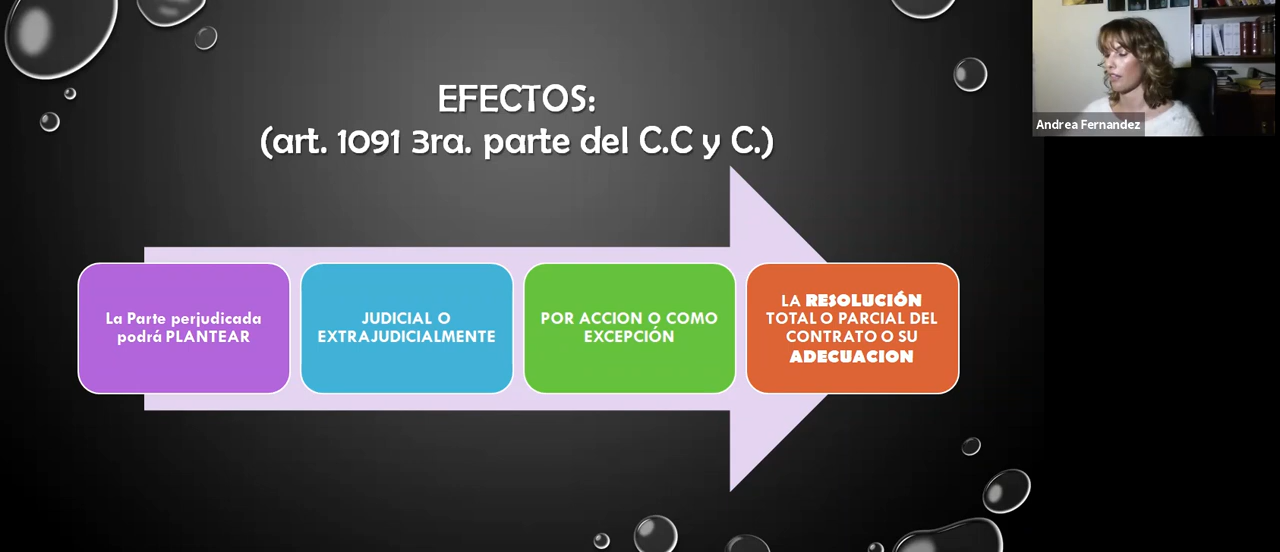 EFECTOS:
(art. 1091 3ra. parte del C.C y C.)
La Parte perjudicada
podrá PLANTEAR
JUDICIAL O
EXTRAJUDICIALMENTE
POR ACCION O COMO
EXCEPCIÓN
LA RESOLUCIÓN
TOTAL O PARCIAL DEL
CONTRATO O SU
ADECUACION
Andrea Fernandez